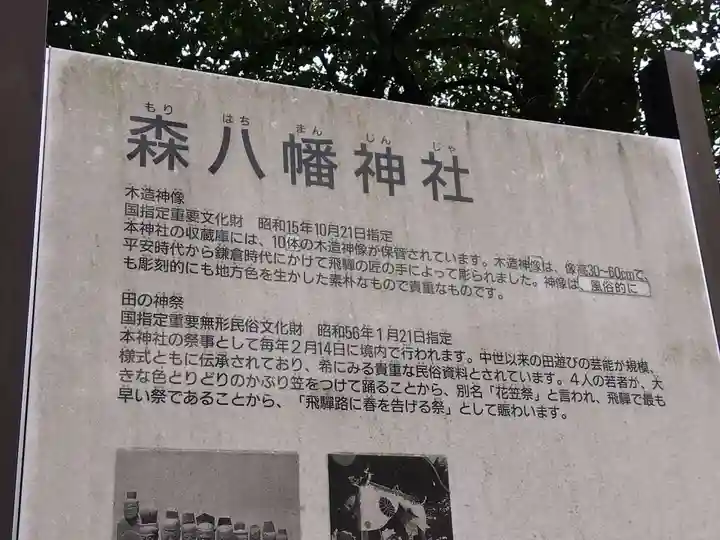 もり はち まん じん じゃ
森八幡神社
木造神像
国指定重要文化財 昭和15年10月21日指定
本神社の収蔵庫には、10体の木造神像が保管されています。木造神像は、像高30~60cmで、
平安時代から鎌倉時代にかけて飛騨の匠の手によって彫られました。神像は、風俗的に
も彫刻的にも地方色を生かした素朴なもので貴重なものです。
田の神祭
国指定重要無形民俗文化財 昭和56年1月21日指定
本神社の祭事として毎年2月14日に境内で行われます。中世以来の田遊びの芸能が規模、
様式ともに伝承されており、希にみる貴重な民俗資料とされています。4人の若者が、大
きな色とりどりのかぶり笠をつけて踊ることから、別名「花笠祭」と言われ、飛騨で最も
早い祭であることから、「飛騨路に春を告げる祭」として賑わいます。